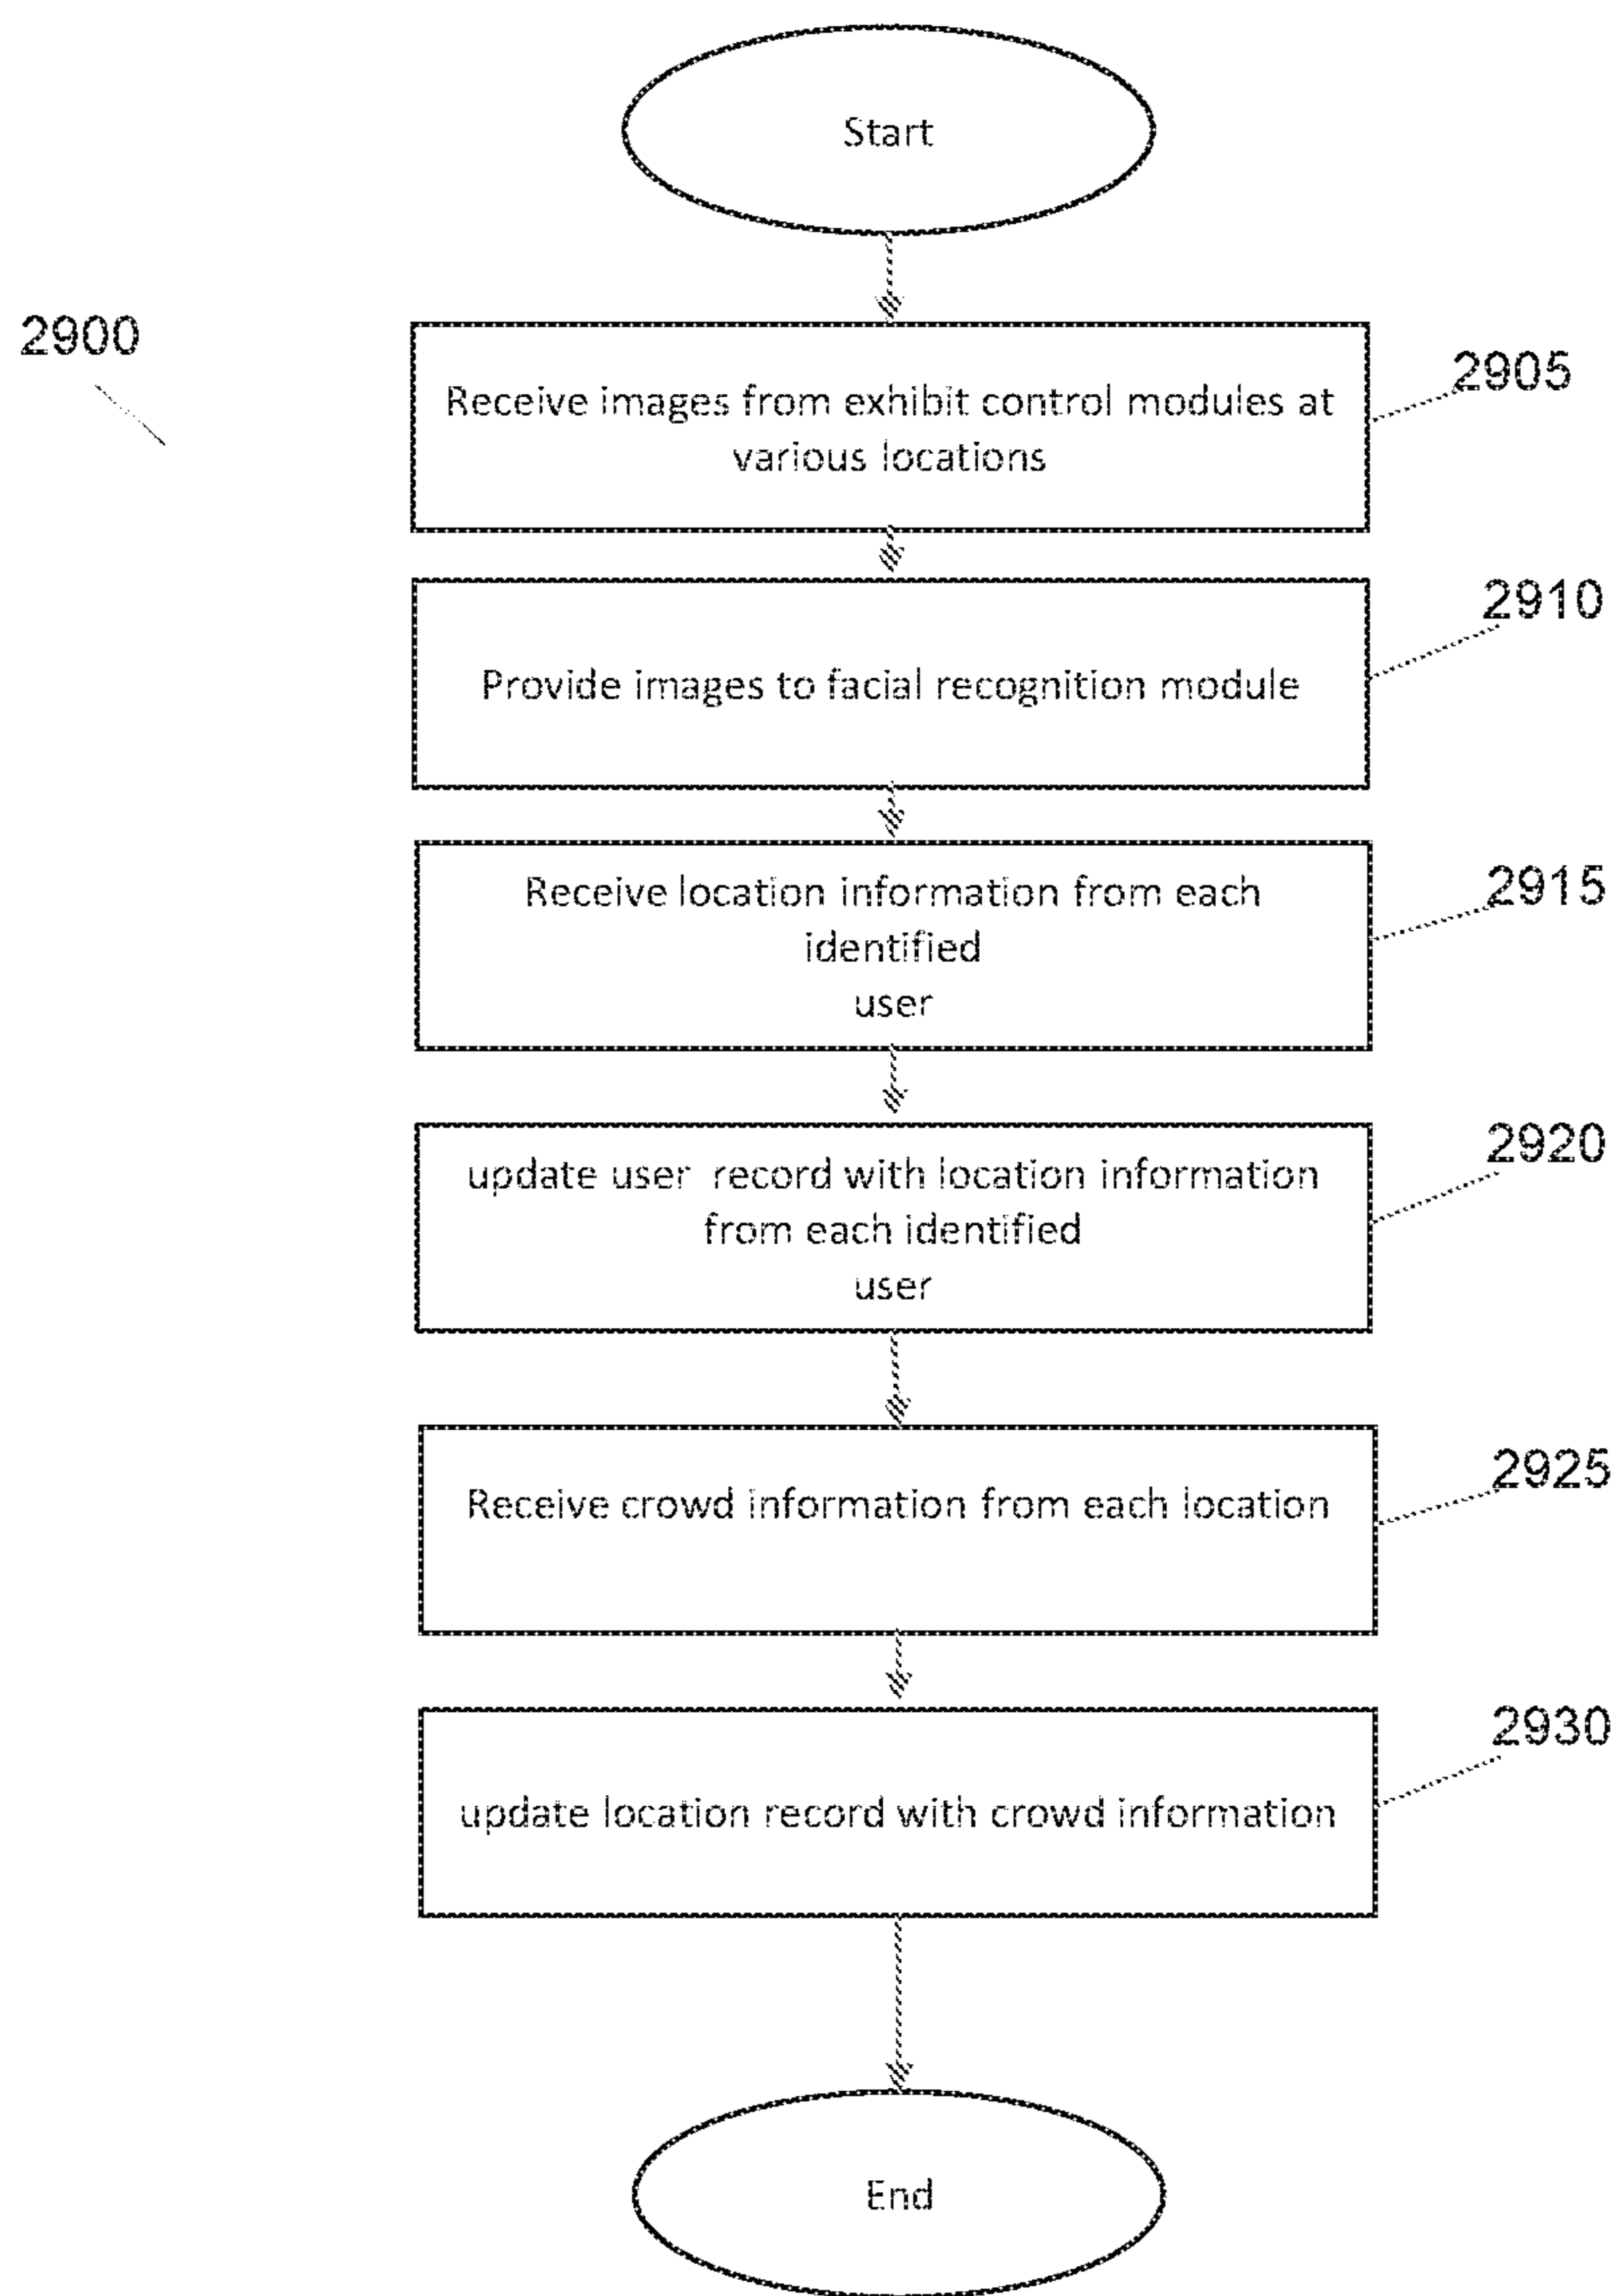 Start
2900
Receive images from exhibit control modules at
various locations
2905
Provide images to facial recognition module
2910
Receive location information from each
identified
user
2915
update user record with location information
from each identified
user
2920
Receive crowd information from each location
2925
update location record with crowd information
2930
End